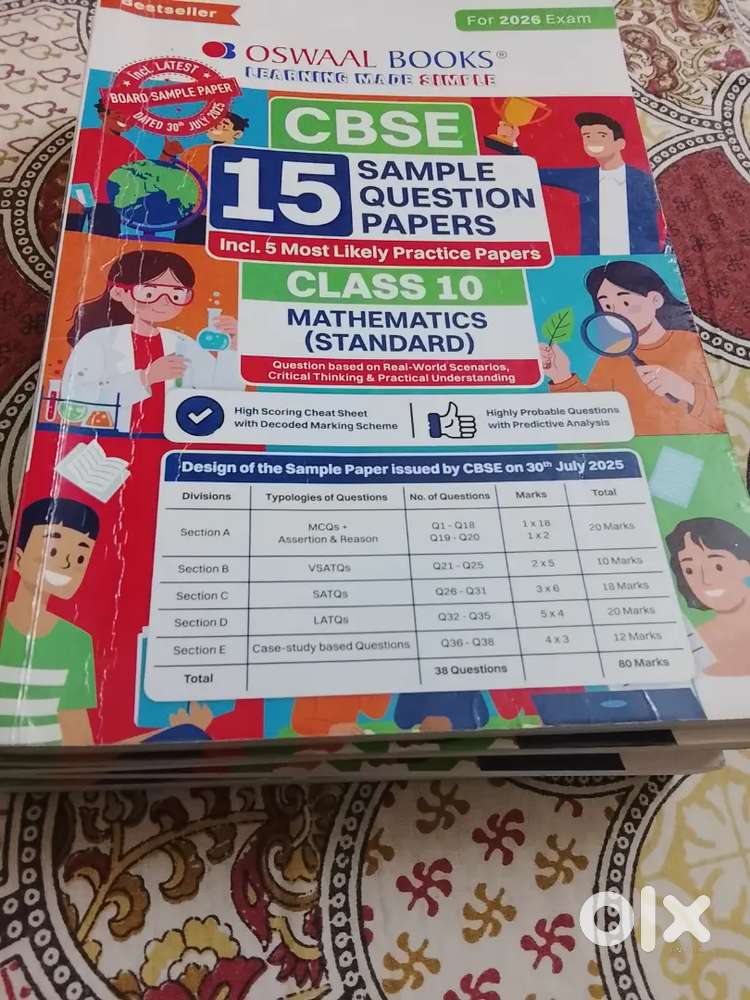 Bestseller
For 2026 Exam
OSWAAL BOOKS®
LEARNING MADE SIMPLE
Incl. LATEST
BOARD SAMPLE PAPER
DATED 30th JULY 2025
CBSE
15 SAMPLE
QUESTION
PAPERS
Incl. 5 Most Likely Practice Papers
CLASS 10
MATHEMATICS
(STANDARD)
Question based on Real-World Scenarios,
Critical Thinking & Practical Understanding
High Scoring Cheat Sheet
with Decoded Marking Scheme
Highly Probable Questions
with Predictive Analysis
Design of the Sample Paper issued by CBSE on 30th July 2025
Divisions Typologies of Questions No. of Questions Marks Total
Section A MCQs + Assertion & Reason Q1 - Q18 Q19 - Q20 1 x 18 1 x 2 20 Marks
Section B VSATQs Q21 - Q25 2 x 5 10 Marks
Section C SATQs Q26 - Q31 3 x 6 18 Marks
Section D LATQs Q32 - Q35 5 x 4 20 Marks
Section E Case-study based Questions Q36 - Q38 4 x 3 12 Marks
Total 38 Questions 80 Marks
olx